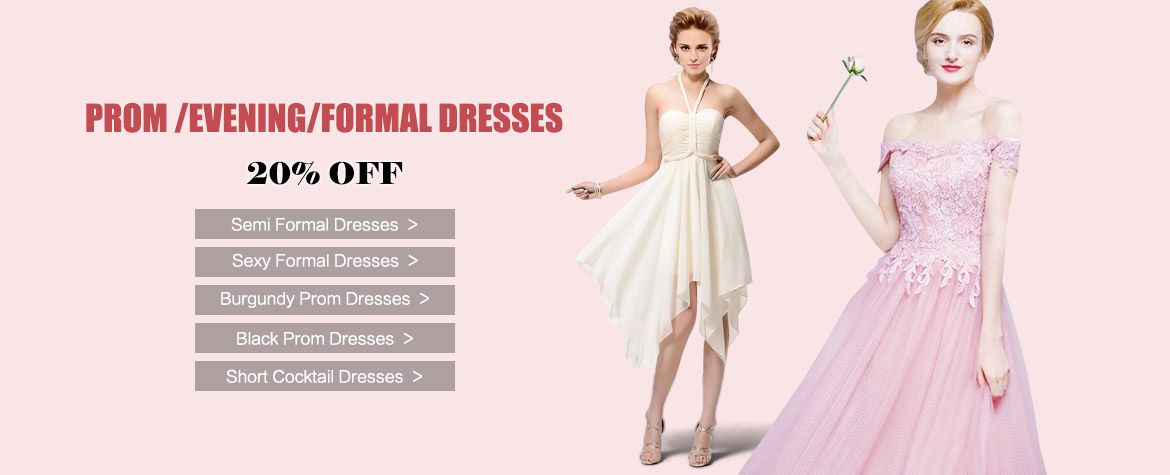 PROM /EVENING/FORMAL DRESSES
20% OFF
Semi Formal Dresses >
Sexy Formal Dresses >
Burgundy Prom Dresses >
Black Prom Dresses >
Short Cocktail Dresses >